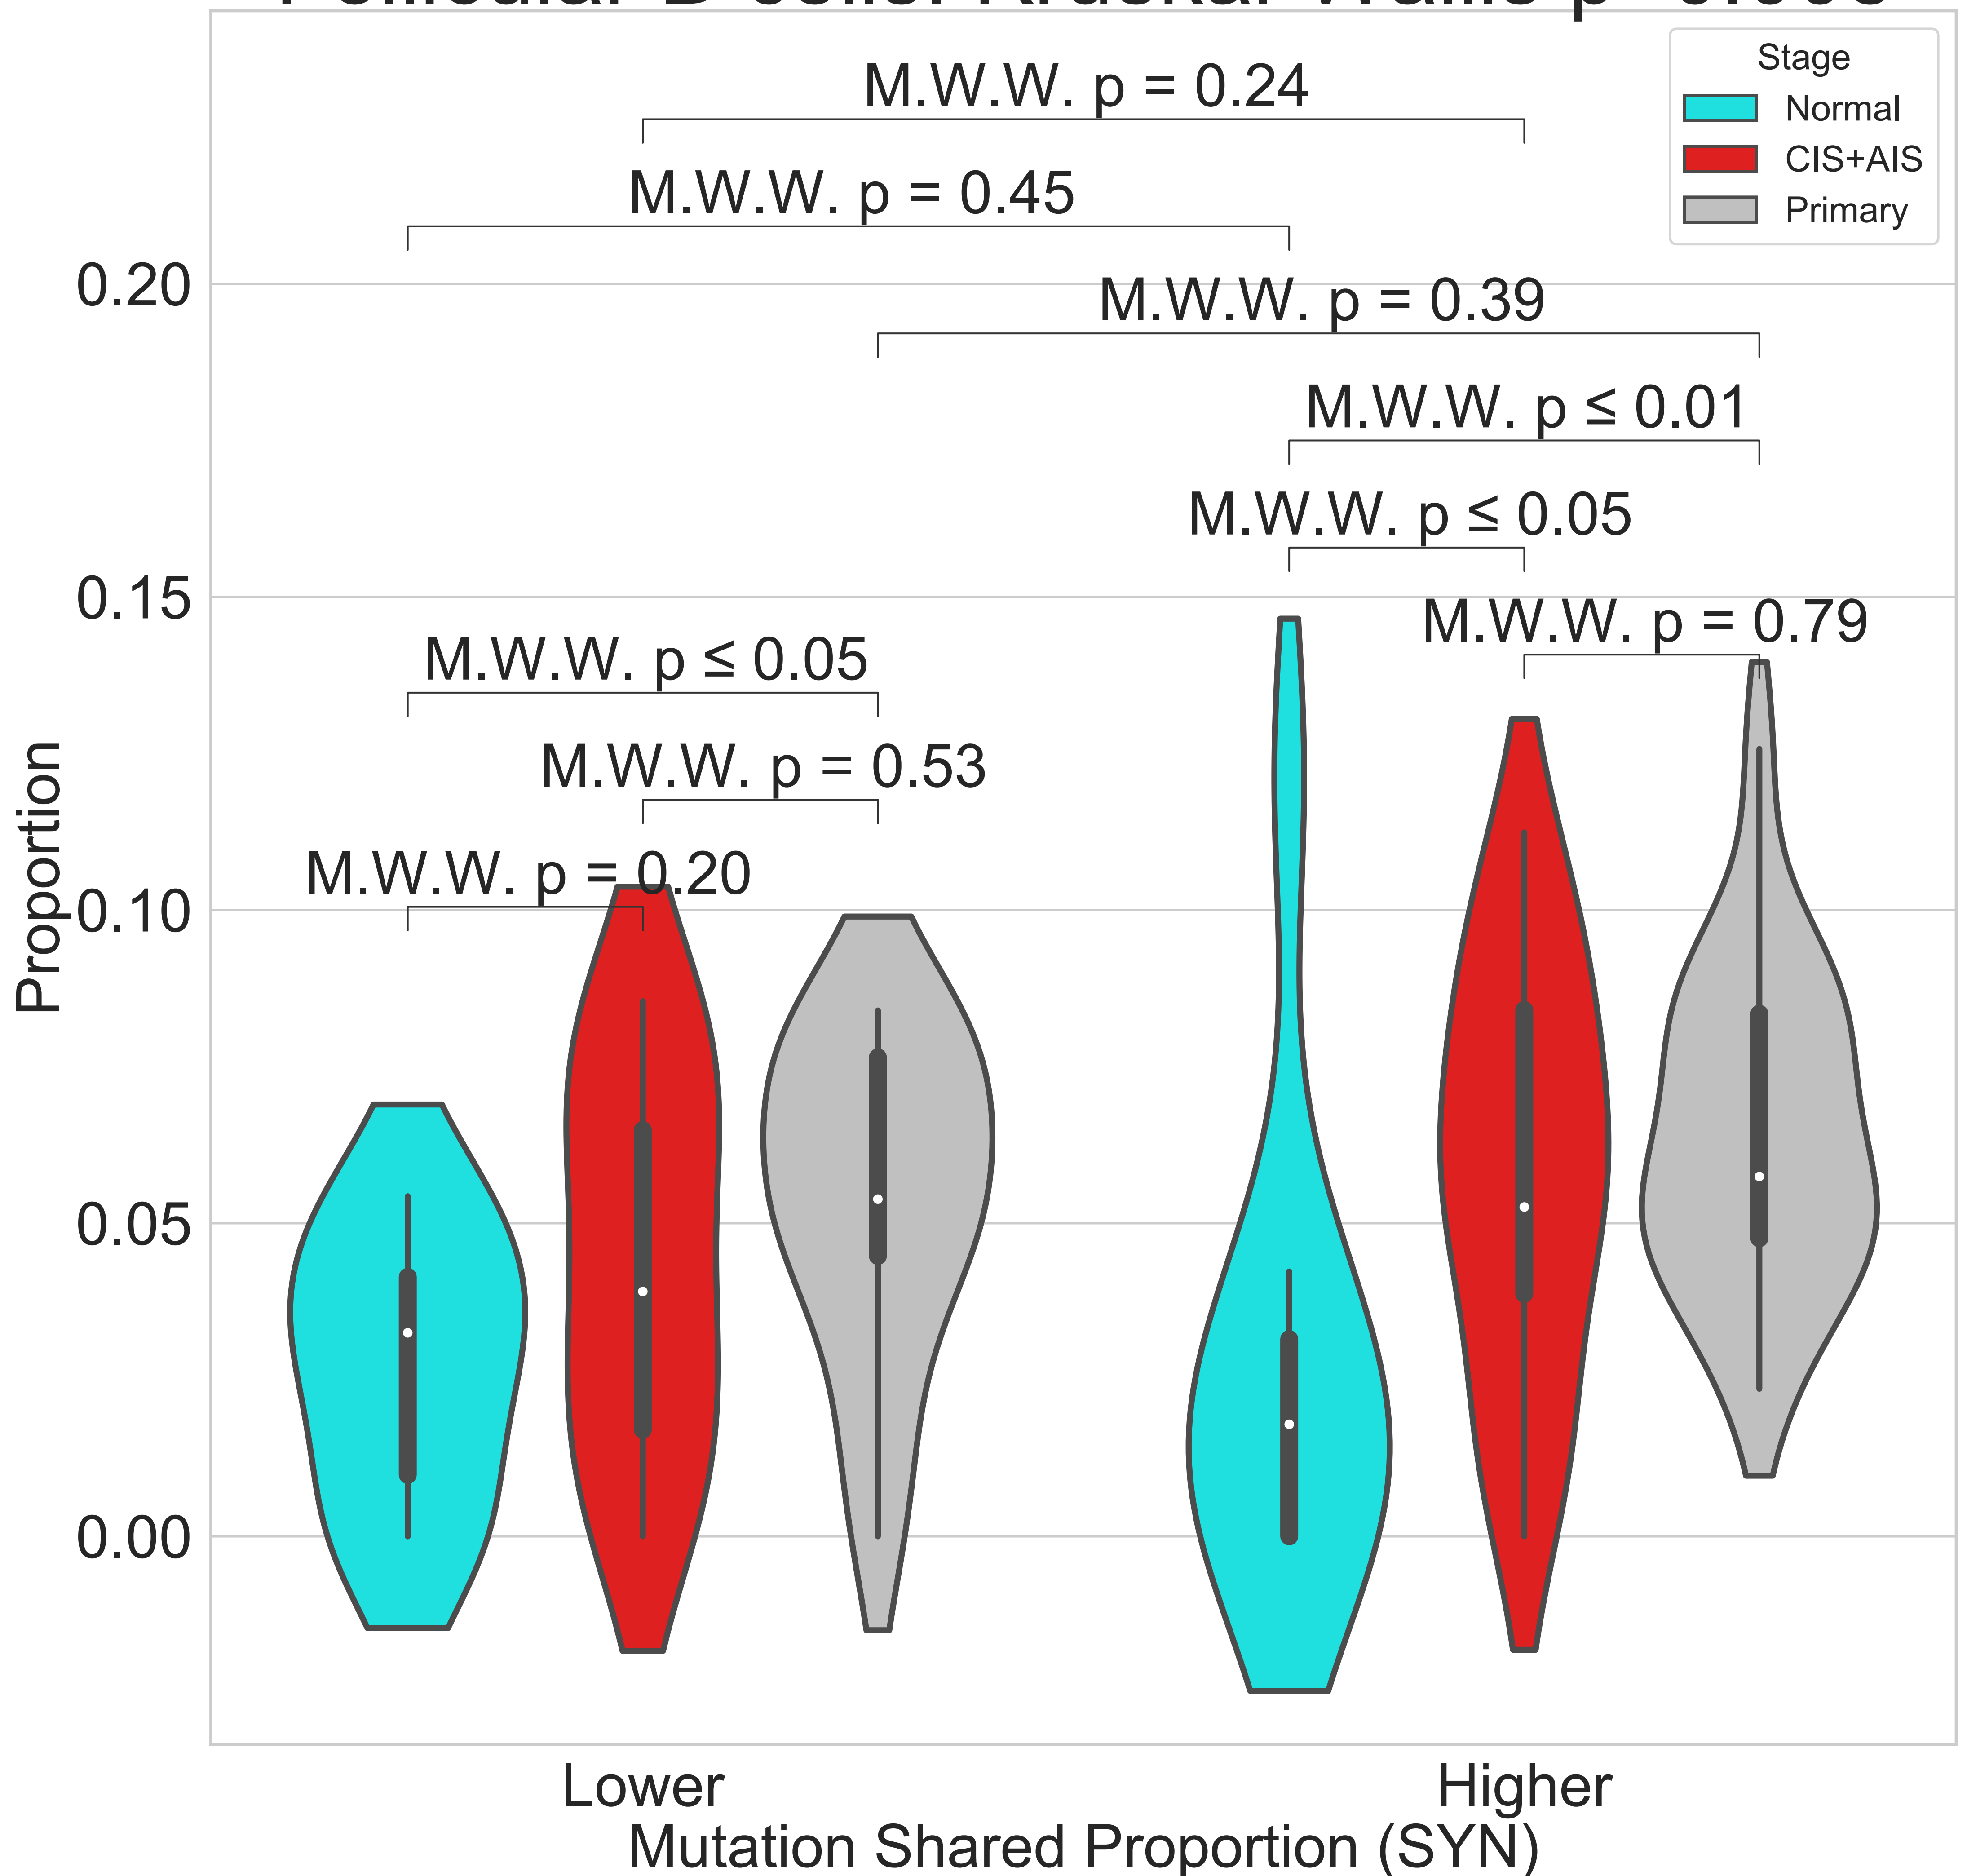 Stage
Normal
CIS+AIS
Primary
M.W.W. p = 0.24
M.W.W. p = 0.45
M.W.W. p = 0.39
M.W.W. p ≤ 0.01
M.W.W. p ≤ 0.05
M.W.W. p = 0.79
M.W.W. p ≤ 0.05
M.W.W. p = 0.53
M.W.W. p = 0.20
0.20
0.15
0.10
0.05
0.00
Proportion
Lower
Higher
Mutation Shared Proportion (SYN)